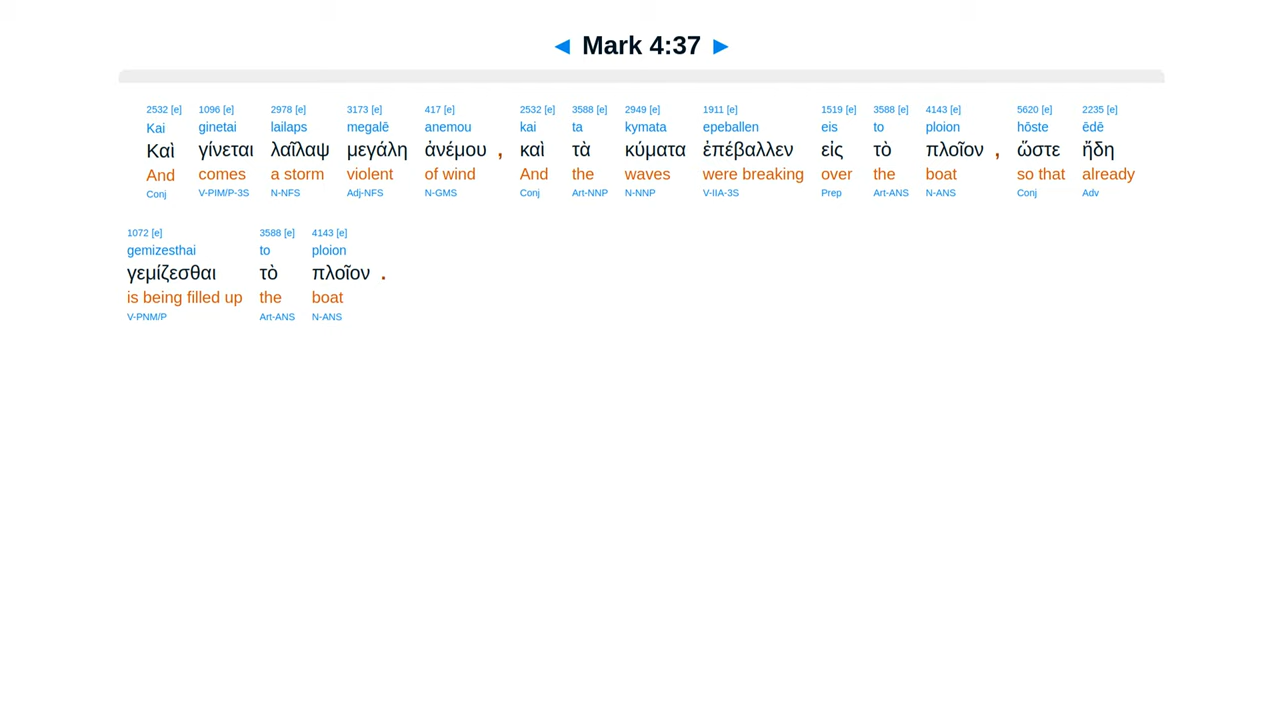 ◄ Mark 4:37 ►
2532 [e] 1096 [e] 2978 [e] 3173 [e] 417 [e] 2532 [e] 3588 [e] 2949 [e] 1911 [e] 1519 [e] 3588 [e] 4143 [e] 5620 [e] 2235 [e]
Kai ginetai lailaps megalē anemou kai ta kymata epeballen eis to ploion hōste ēdē
Καὶ γίνεται λαῖλαψ μεγάλη ἀνέμου , καὶ τὰ κύματα ἐπέβαλλεν εἰς τὸ πλοῖον , ὥστε ἤδη
And comes a storm violent of wind And the waves were breaking over the boat so that already
Conj V-PIM/P-3S N-NFS Adj-NFS N-GMS Conj Art-NNP N-NNP V-IIA-3S Prep Art-ANS N-ANS Conj Adv
1072 [e] 3588 [e] 4143 [e]
gemizesthai to ploion
γεμίζεσθαι τὸ πλοῖον .
is being filled up the boat
V-PNM/P Art-ANS N-ANS